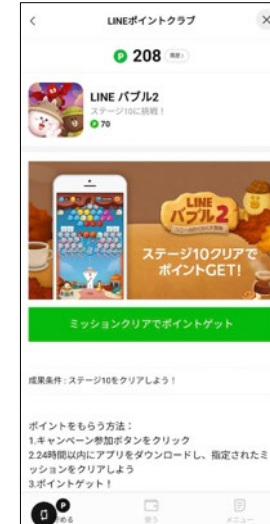 LINEポイントクラブ
208
LINE バブル2
ステージ10に挑戦！
70
LINE
バブル2
ステージ10クリアで
ポイントGET！
ミッションクリアでポイントゲット
成果条件 : ステージ10をクリアしよう！
ポイントをもらう方法：
1.キャンペーン参加ボタンをクリック
2.24時間以内にアプリをダウンロードし、指定されたミ
ッションをクリアしよう
3.ポイントゲット！
める
使う
メニュー